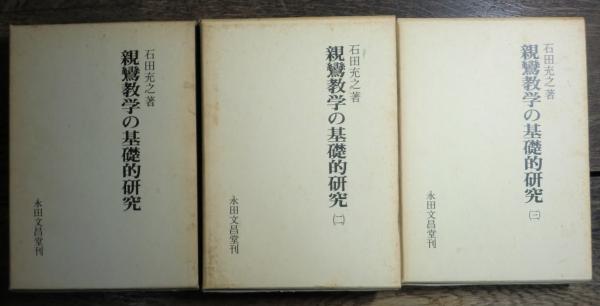 石田充之著
親鸞教学の基礎的研究
永田文昌堂刊
石田充之著
親鸞教学の基礎的研究(二)
永田文昌堂刊
石田充之著
親鸞教学の基礎的研究(三)
永田文昌堂刊